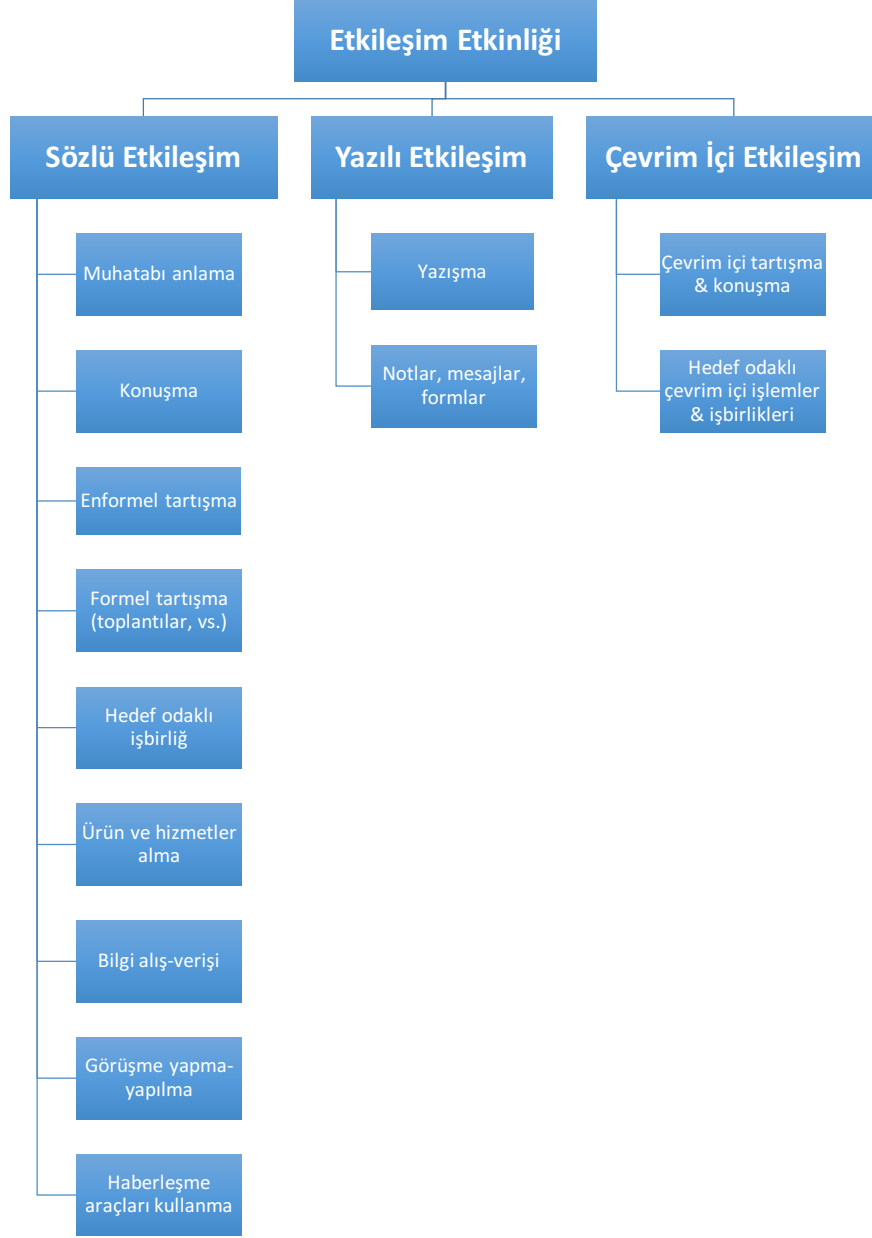 Etkileşim Etkinliği
Sözlü Etkileşim
Muhatabı anlama
Konuşma
Enformel tartışma
Formel tartışma
(toplantılar, vs.)
Hedef odaklı
işbirliğ
Ürün ve hizmetler
alma
Bilgi alış-verişi
Görüşme yapma-
yapılma
Haberleşme
araçları kullanma
Yazılı Etkileşim
Yazışma
Notlar, mesajlar,
formlar
Çevrim İçi Etkileşim
Çevrim içi tartışma
& konuşma
Hedef odaklı
çevrim içi işlemler
& işbirlikleri